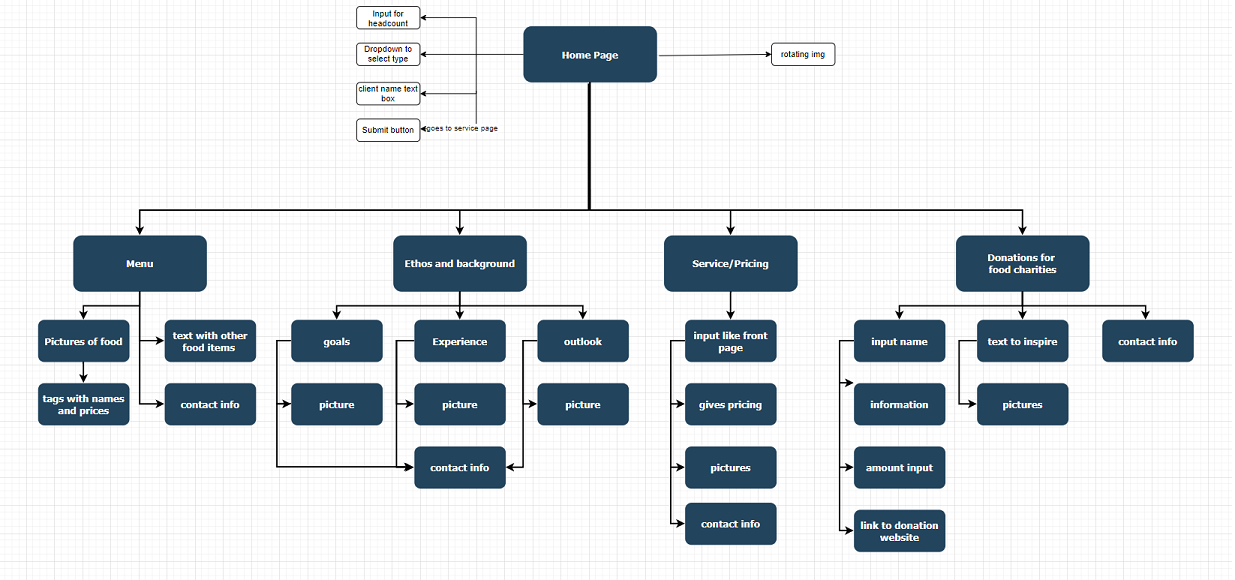 Input for
headcount
Dropdown to
select type
client name text
box
Submit button
goes to service page
Home Page
rotating img
Menu
Ethos and background
Service/Pricing
Donations for
food charities
Pictures of food
text with other
food items
goals
Experience
outlook
input like front
page
input name
text to inspire
contact info
tags with names
and prices
contact info
picture
picture
picture
gives pricing
information
pictures
contact info
pictures
amount input
contact info
link to donation
website